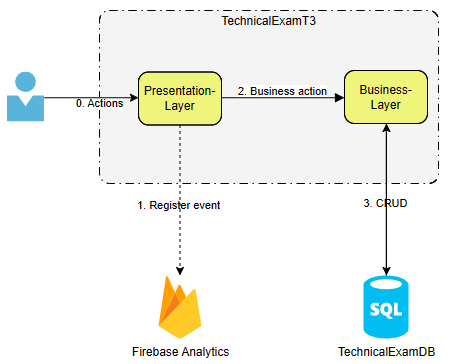 TechnicalExamT3
Presentation-
Layer
Business-
Layer
0. Actions
2. Business action
1. Register event
3. CRUD
SQL
Firebase Analytics
TechnicalExamDB